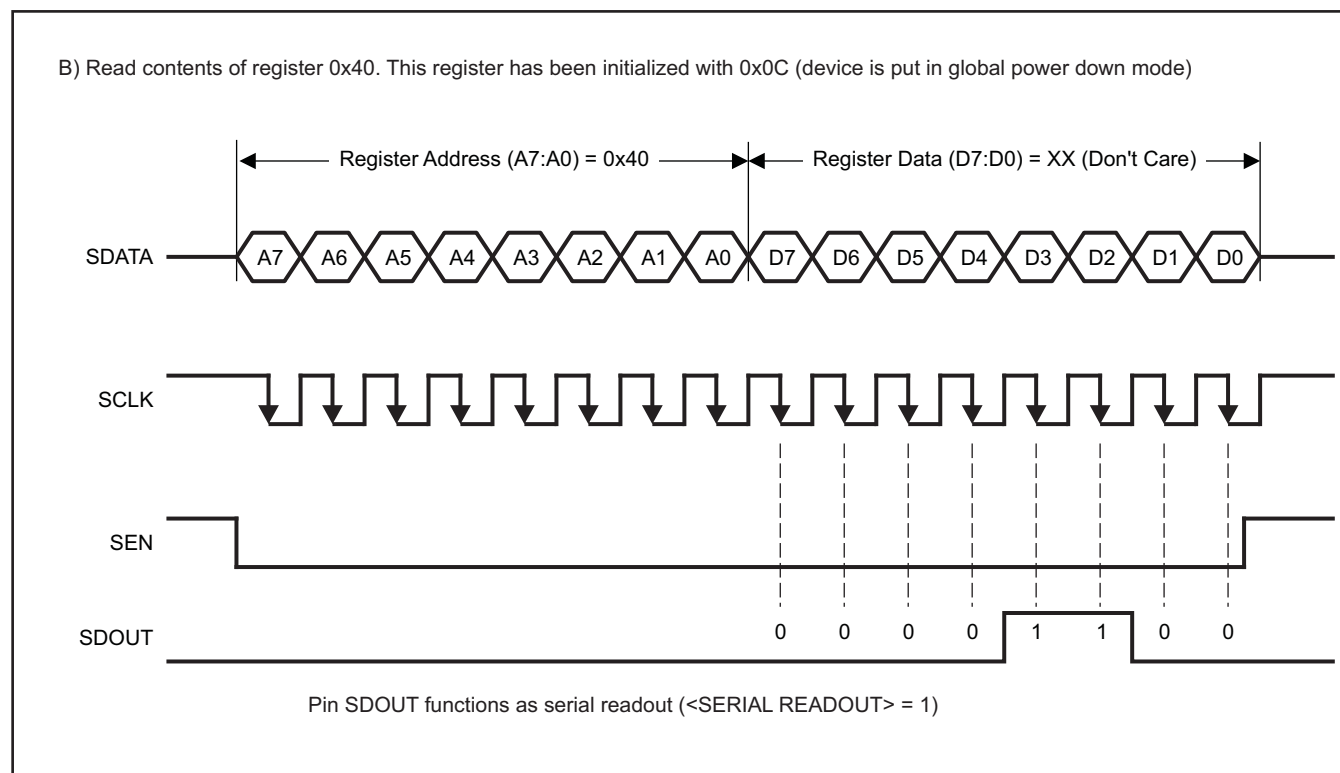 B) Read contents of register 0x40. This register has been initialized with 0x0C (device is put in global power down mode)
Register Address (A7:A0) = 0x40
Register Data (D7:D0) = XX (Don't Care)
SDATA
A7 A6 A5 A4 A3 A2 A1 A0 D7 D6 D5 D4 D3 D2 D1 D0
SCLK
SEN
SDOUT
0 0 0 0 1 1 0 0
Pin SDOUT functions as serial readout (<SERIAL READOUT> = 1)